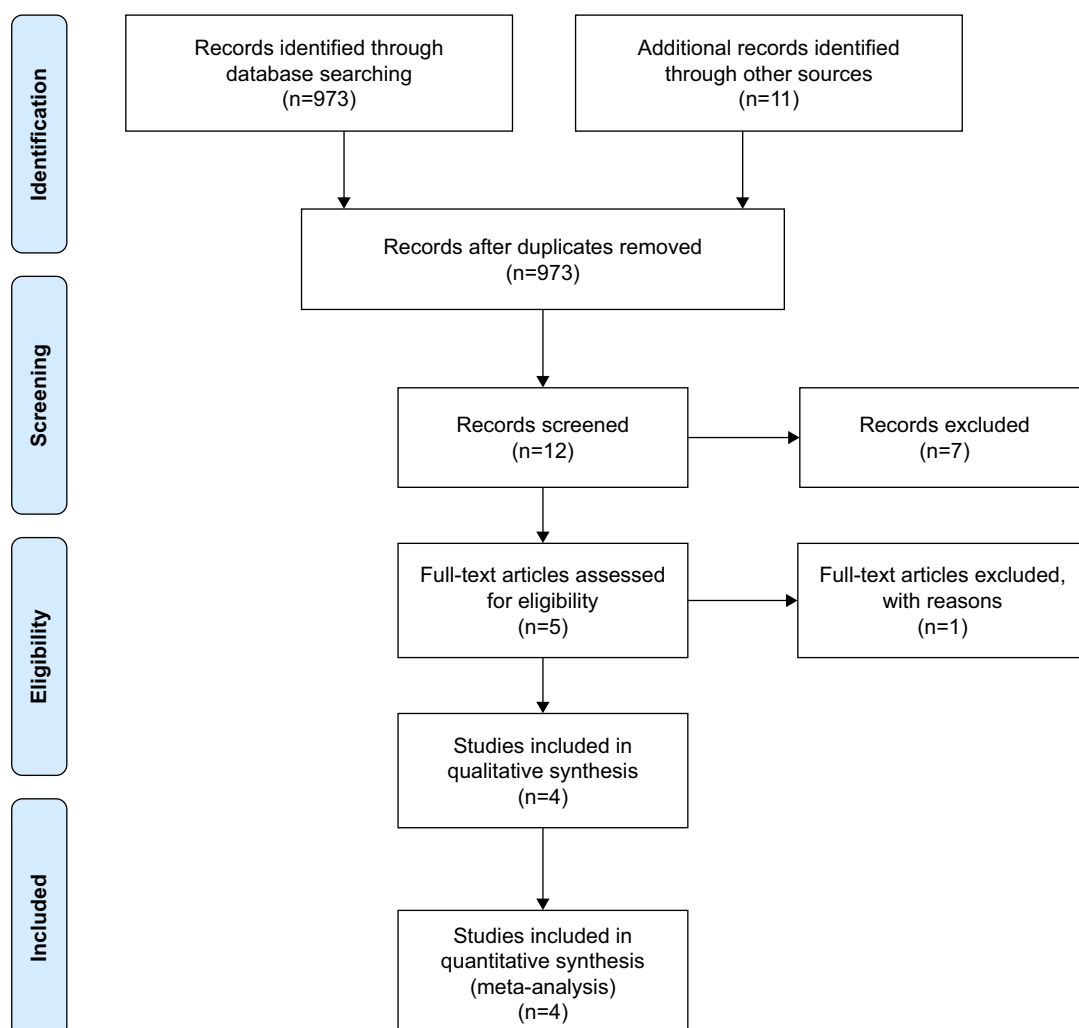 Identification
Records identified through
database searching
(n=973)
Additional records identified
through other sources
(n=11)
Records after duplicates removed
(n=973)
Screening
Records screened
(n=12)
Records excluded
(n=7)
Eligibility
Full-text articles assessed
for eligibility
(n=5)
Full-text articles excluded,
with reasons
(n=1)
Studies included in
qualitative synthesis
(n=4)
Included
Studies included in
quantitative synthesis
(meta-analysis)
(n=4)